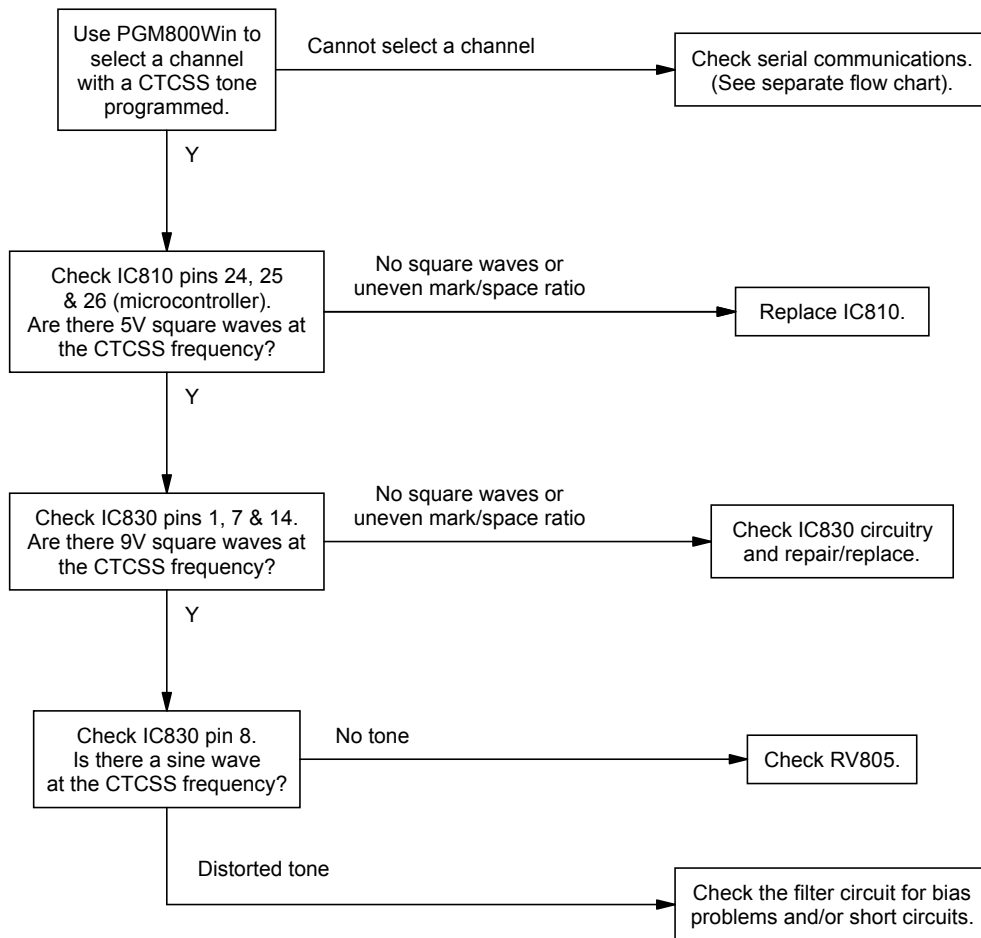 Use PGM800Win to
select a channel
with a CTCSS tone
programmed.
Cannot select a channel
Check serial communications.
(See separate flow chart).
Y
Check IC810 pins 24, 25
& 26 (microcontroller).
Are there 5V square waves at
the CTCSS frequency?
No square waves or
uneven mark/space ratio
Replace IC810.
Y
Check IC830 pins 1, 7 & 14.
Are there 9V square waves at
the CTCSS frequency?
No square waves or
uneven mark/space ratio
Check IC830 circuitry
and repair/replace.
Y
Check IC830 pin 8.
Is there a sine wave
at the CTCSS frequency?
No tone
Check RV805.
Distorted tone
Check the filter circuit for bias
problems and/or short circuits.